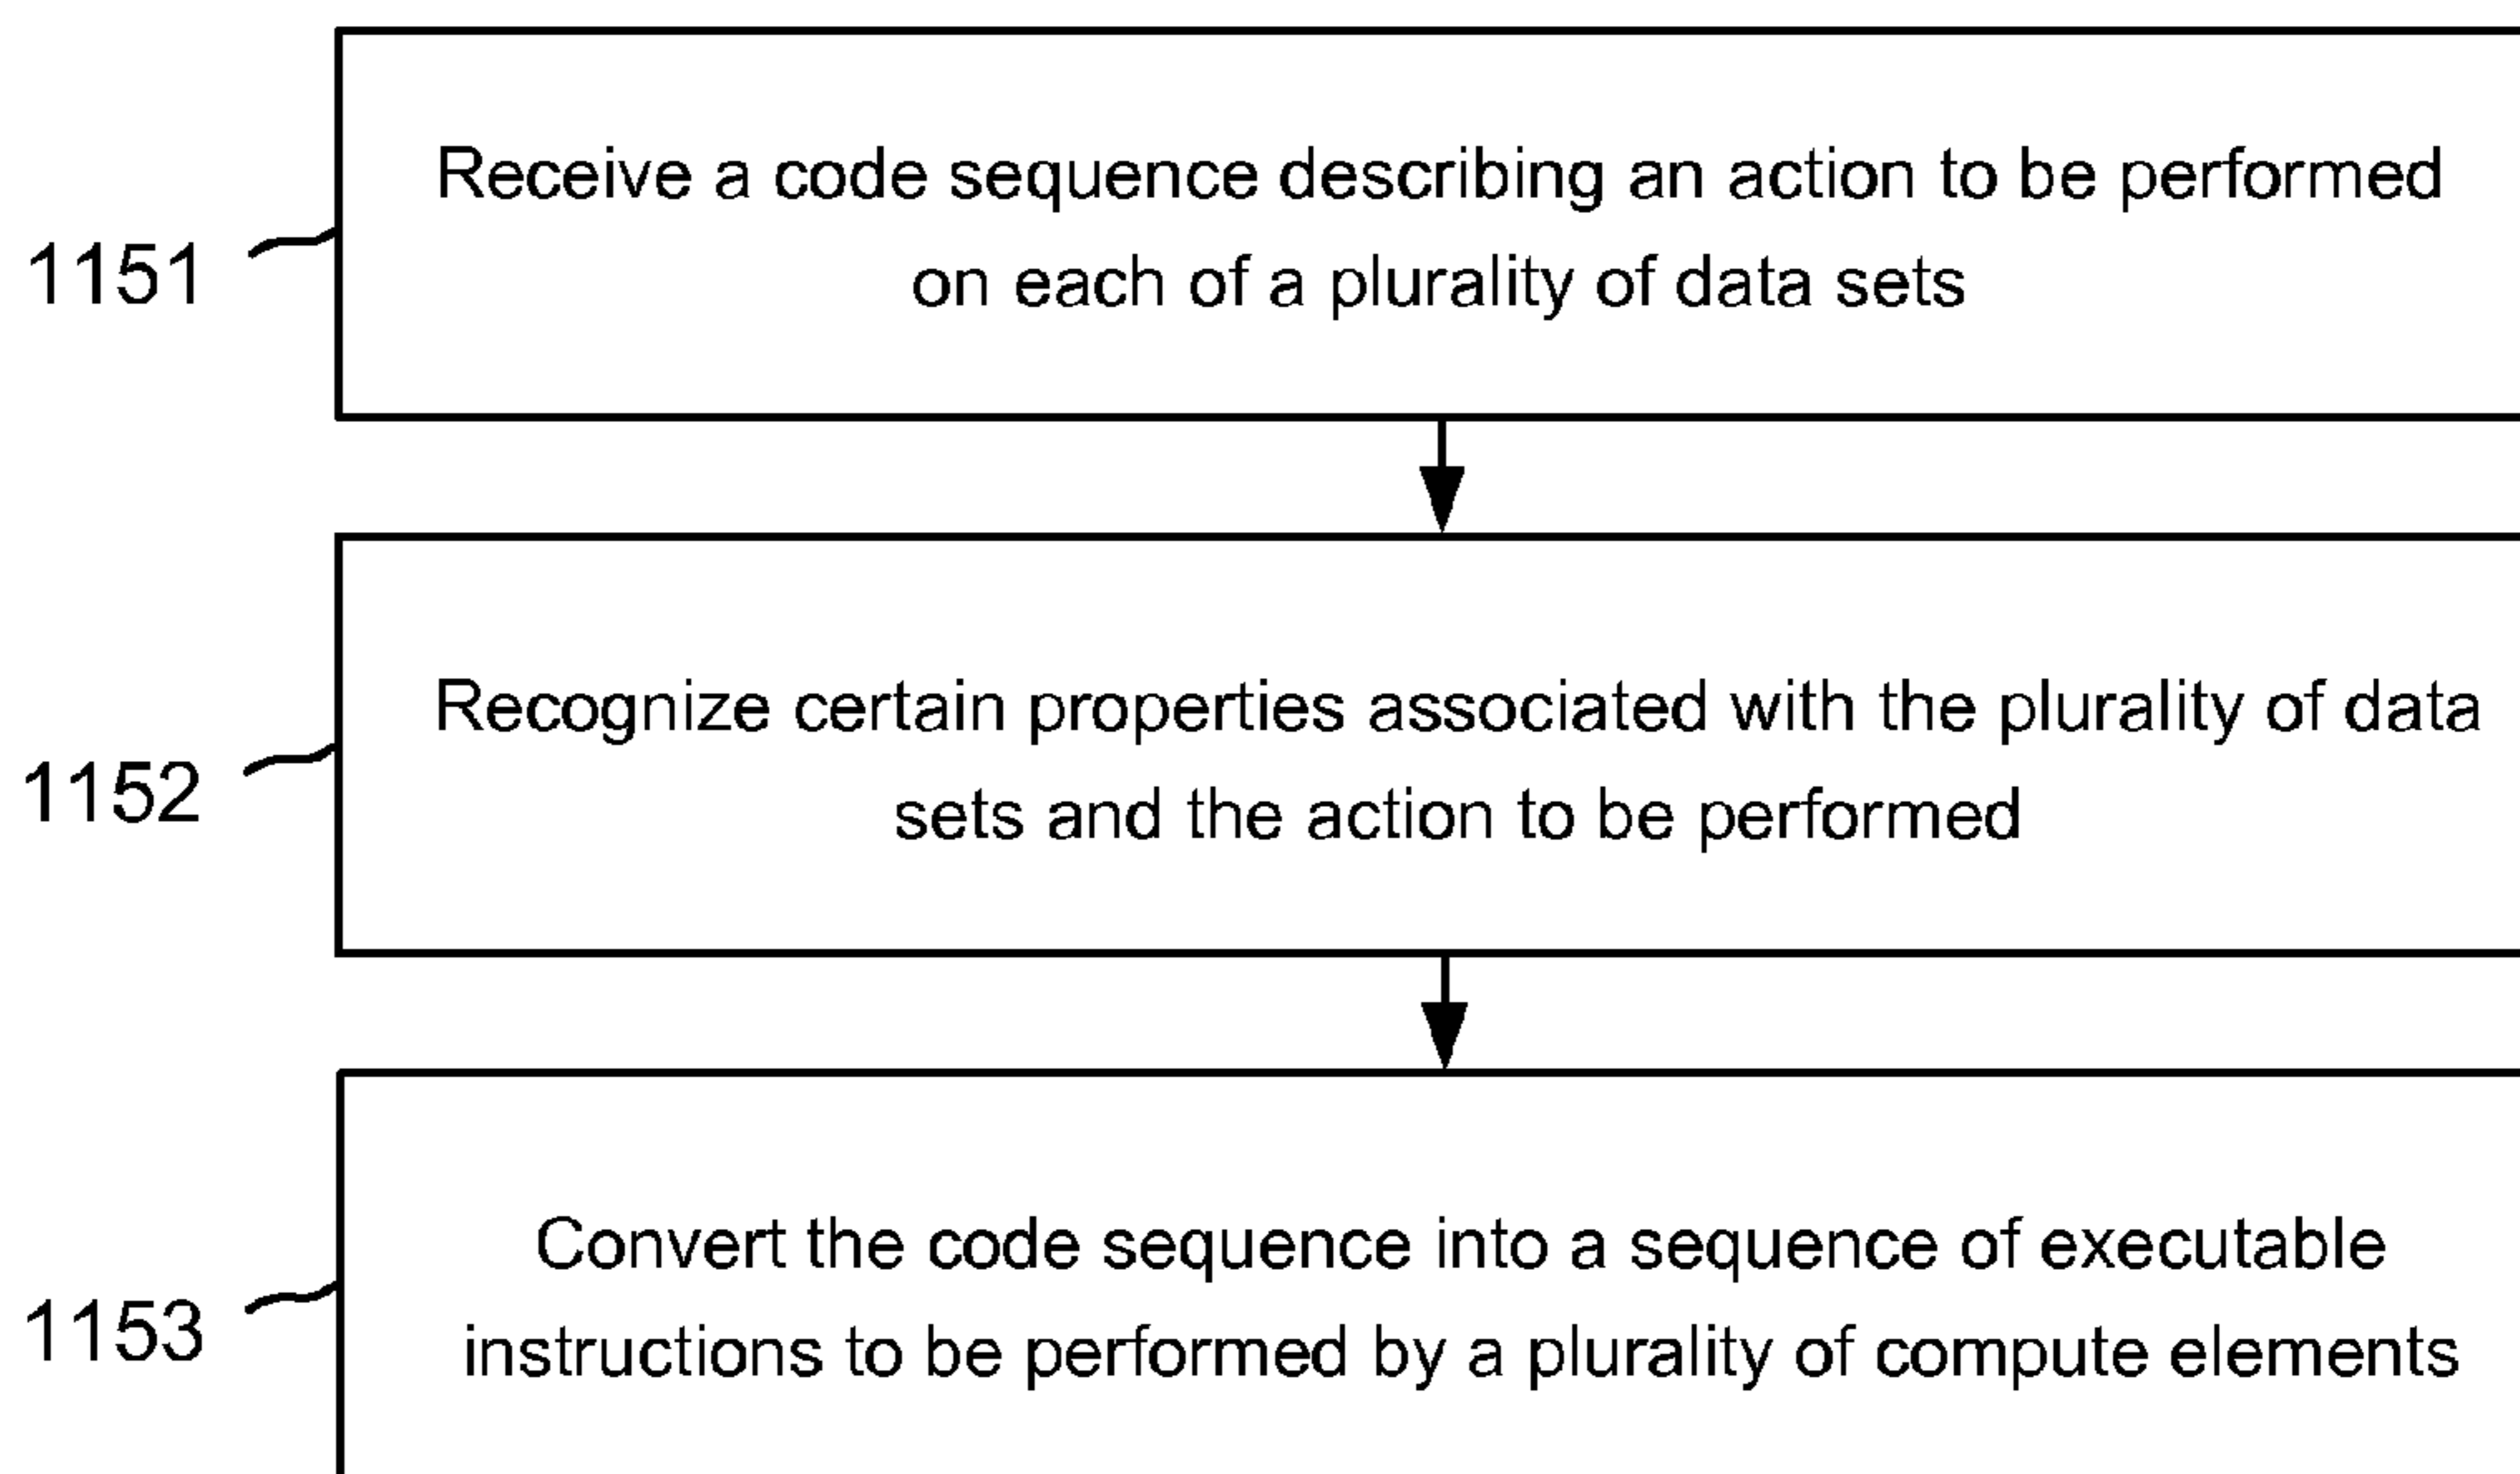 Receive a code sequence describing an action to be performed
on each of a plurality of data sets
1151
Recognize certain properties associated with the plurality of data
sets and the action to be performed
1152
Convert the code sequence into a sequence of executable
instructions to be performed by a plurality of compute elements
1153